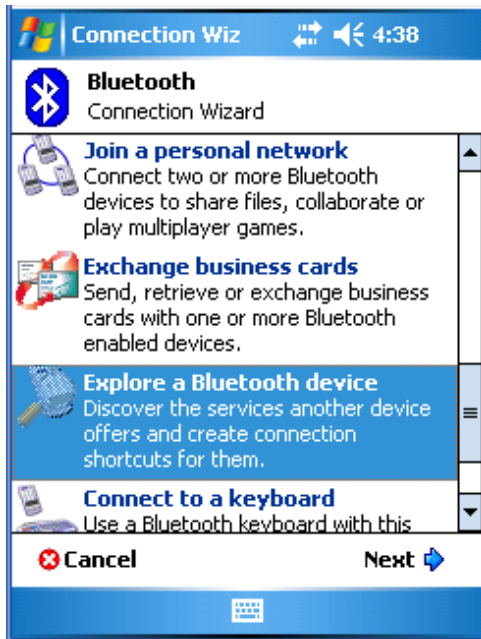 Connection Wiz 4:38
Bluetooth
Connection Wizard
Join a personal network
Connect two or more Bluetooth
devices to share files, collaborate or
play multiplayer games.
Exchange business cards
Send, retrieve or exchange business
cards with one or more Bluetooth
enabled devices.
Explore a Bluetooth device
Discover the services another device
offers and create connection
shortcuts for them.
Connect to a keyboard
Use a Bluetooth keyboard with this
Cancel Next